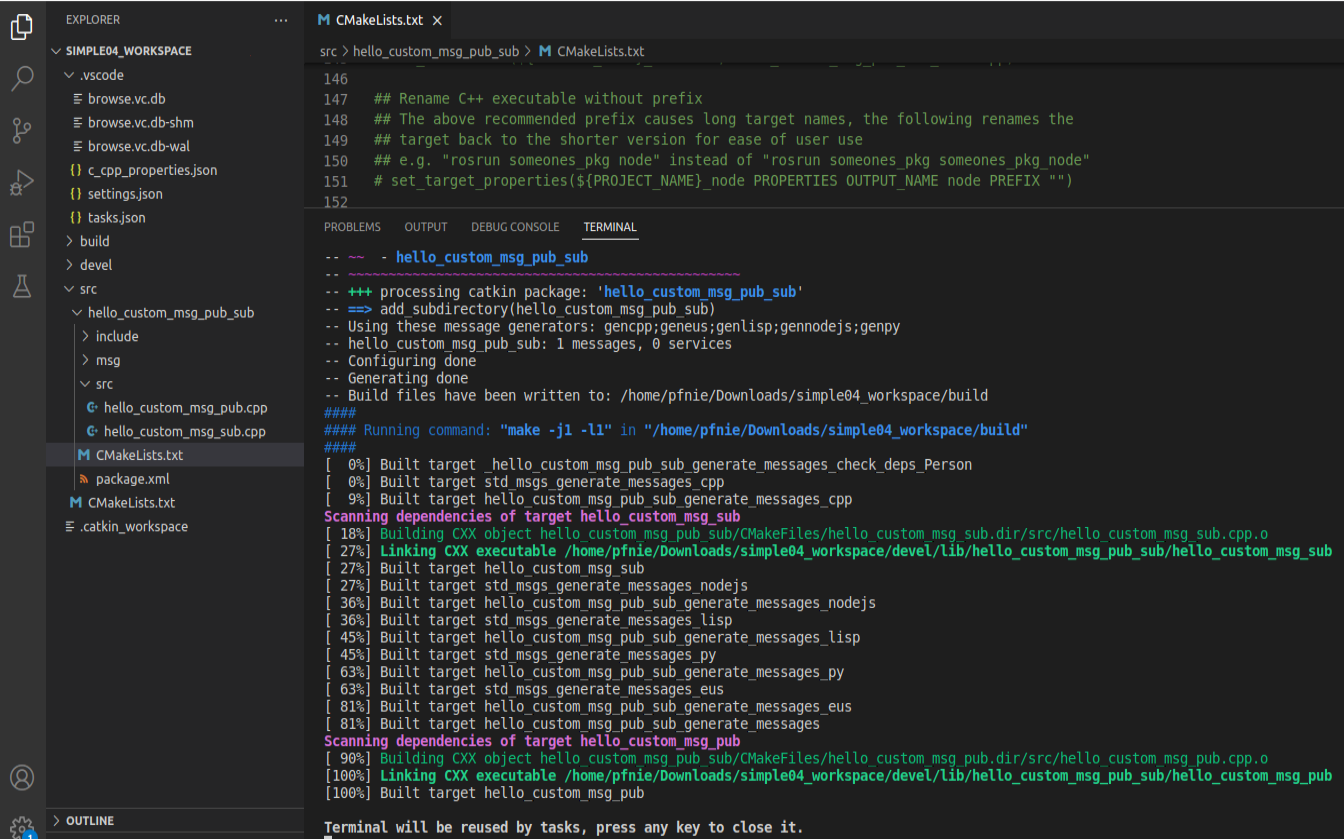 EXPLORER
SIMPLE04_WORKSPACE
.vscode
browse.vc.db
browse.vc.db-shm
browse.vc.db-wal
{} c_cpp_properties.json
{} settings.json
{} tasks.json
build
devel
src
hello_custom_msg_pub_sub
include
msg
src
hello_custom_msg_pub.cpp
hello_custom_msg_sub.cpp
M CMakeLists.txt
package.xml
M CMakeLists.txt
.catkin_workspace
OUTLINE
1
M CMakeLists.txt ×
src > hello_custom_msg_pub_sub > M CMakeLists.txt
146
147 ## Rename C++ executable without prefix
148 ## The above recommended prefix causes long target names, the following renames the
149 ## target back to the shorter version for ease of user use
150 ## e.g. "rosrun someones_pkg node" instead of "rosrun someones_pkg someones_pkg_node"
151 # set_target_properties(${PROJECT_NAME}_node PROPERTIES OUTPUT_NAME node PREFIX "")
152
PROBLEMS OUTPUT DEBUG CONSOLE TERMINAL
-- ~~  - hello_custom_msg_pub_sub
-- ~~~~~~~~~~~~~~~~~~~~~~~~~~~~~~~~~~~~~~~~~~~~~~~~~
-- +++ processing catkin package: 'hello_custom_msg_pub_sub'
-- ==> add_subdirectory(hello_custom_msg_pub_sub)
-- Using these message generators: gencpp;geneus;genlisp;gennodejs;genpy
-- hello_custom_msg_pub_sub: 1 messages, 0 services
-- Configuring done
-- Generating done
-- Build files have been written to: /home/pfnie/Downloads/simple04_workspace/build
####
#### Running command: "make -j1 -l1" in "/home/pfnie/Downloads/simple04_workspace/build"
####
[  0%] Built target _hello_custom_msg_pub_sub_generate_messages_check_deps_Person
[  0%] Built target std_msgs_generate_messages_cpp
[  9%] Built target hello_custom_msg_pub_sub_generate_messages_cpp
Scanning dependencies of target hello_custom_msg_sub
[ 18%] Building CXX object hello_custom_msg_pub_sub/CMakeFiles/hello_custom_msg_sub.dir/src/hello_custom_msg_sub.cpp.o
[ 27%] Linking CXX executable /home/pfnie/Downloads/simple04_workspace/devel/lib/hello_custom_msg_pub_sub/hello_custom_msg_sub
[ 27%] Built target hello_custom_msg_sub
[ 27%] Built target std_msgs_generate_messages_nodejs
[ 36%] Built target hello_custom_msg_pub_sub_generate_messages_nodejs
[ 36%] Built target std_msgs_generate_messages_lisp
[ 45%] Built target hello_custom_msg_pub_sub_generate_messages_lisp
[ 45%] Built target std_msgs_generate_messages_py
[ 63%] Built target hello_custom_msg_pub_sub_generate_messages_py
[ 63%] Built target std_msgs_generate_messages_eus
[ 81%] Built target hello_custom_msg_pub_sub_generate_messages_eus
[ 81%] Built target hello_custom_msg_pub_sub_generate_messages
Scanning dependencies of target hello_custom_msg_pub
[ 90%] Building CXX object hello_custom_msg_pub_sub/CMakeFiles/hello_custom_msg_pub.dir/src/hello_custom_msg_pub.cpp.o
[100%] Linking CXX executable /home/pfnie/Downloads/simple04_workspace/devel/lib/hello_custom_msg_pub_sub/hello_custom_msg_pub
[100%] Built target hello_custom_msg_pub
Terminal will be reused by tasks, press any key to close it.